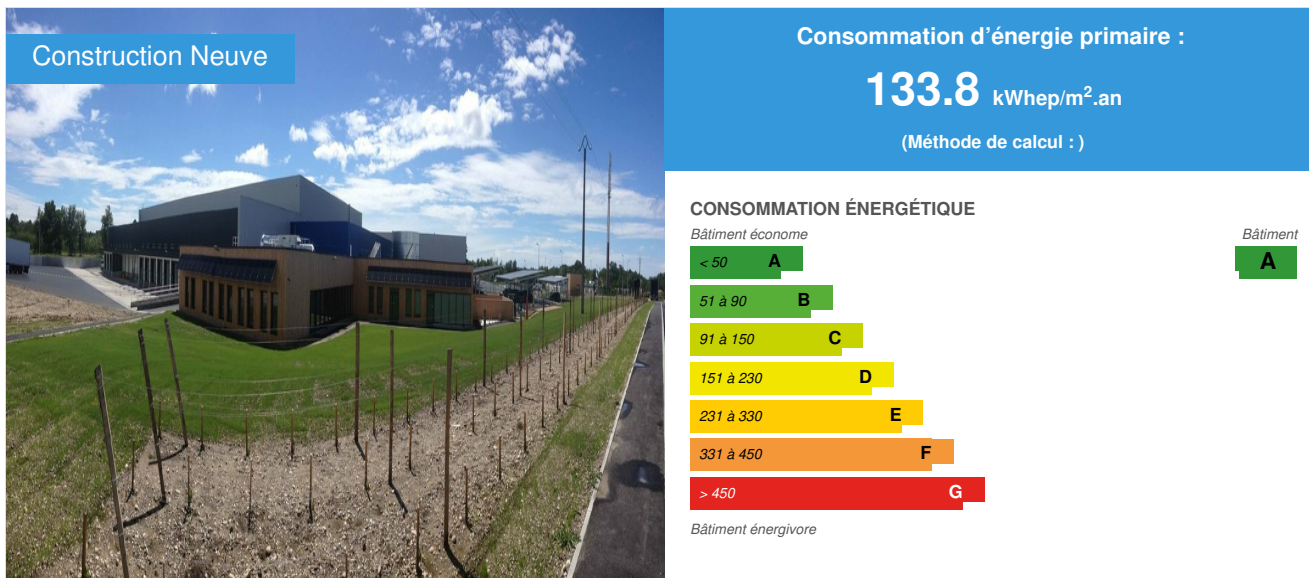 Construction Neuve
Consommation d'énergie primaire :
133.8 kWhep/m².an
(Méthode de calcul : )
CONSOMMATION ÉNERGÉTIQUE
Bâtiment économe
Bâtiment
< 50 A
A
51 à 90 B
91 à 150 C
151 à 230 D
231 à 330 E
331 à 450 F
> 450 G
Bâtiment énergivore